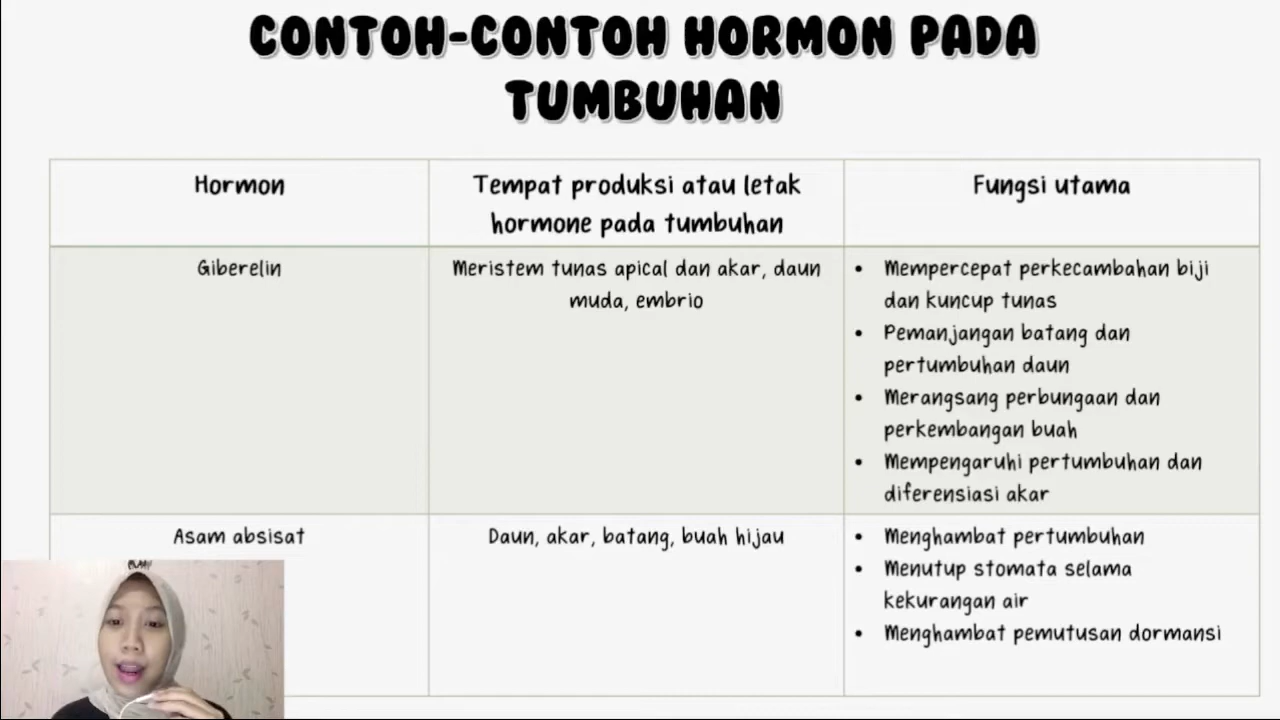 CONTOH-CONTOH HORMON PADA
TUMBUHAN
Hormon
Tempat produksi atau letak
hormone pada tumbuhan
Fungsi utama
Giberelin
Meristem tunas apical dan akar, daun
muda, embrio
• Mempercepat perkecambahan biji
dan kuncup tunas
• Pemanjangan batang dan
pertumbuhan daun
• Merangsang perbungaan dan
perkembangan buah
• Mempengaruhi pertumbuhan dan
diferensiasi akar
Asam absisat
Daun, akar, batang, buah hijau
• Menghambat pertumbuhan
• Menutup stomata selama
kekurangan air
• Menghambat pemutusan dormansi